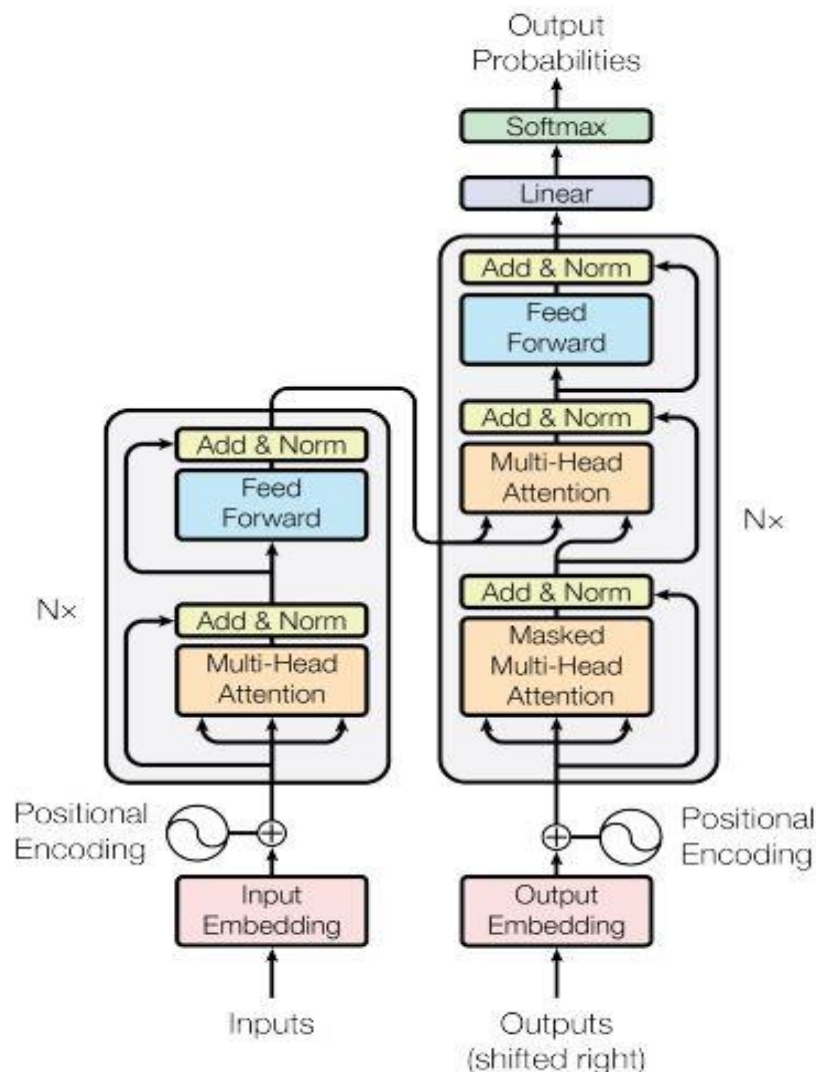 Output
Probabilities
Softmax
Linear
Add & Norm
Feed
Forward
Add & Norm
Multi-Head
Attention
Nx
Add & Norm
Masked
Multi-Head
Attention
Add & Norm
Feed
Forward
Nx
Add & Norm
Multi-Head
Attention
Positional
Encoding
Input
Embedding
Inputs
Positional
Encoding
Output
Embedding
Outputs
(shifted right)